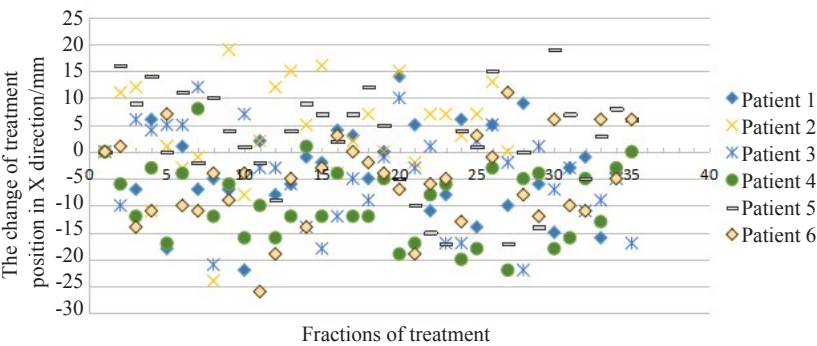 The change of treatment
position in X direction/mm
25
20
15
10
5
0
-5
-10
-15
-20
-25
-30
0 5 10 15 20 25 30 35 40
Fractions of treatment
Patient 1
Patient 2
Patient 3
Patient 4
Patient 5
Patient 6